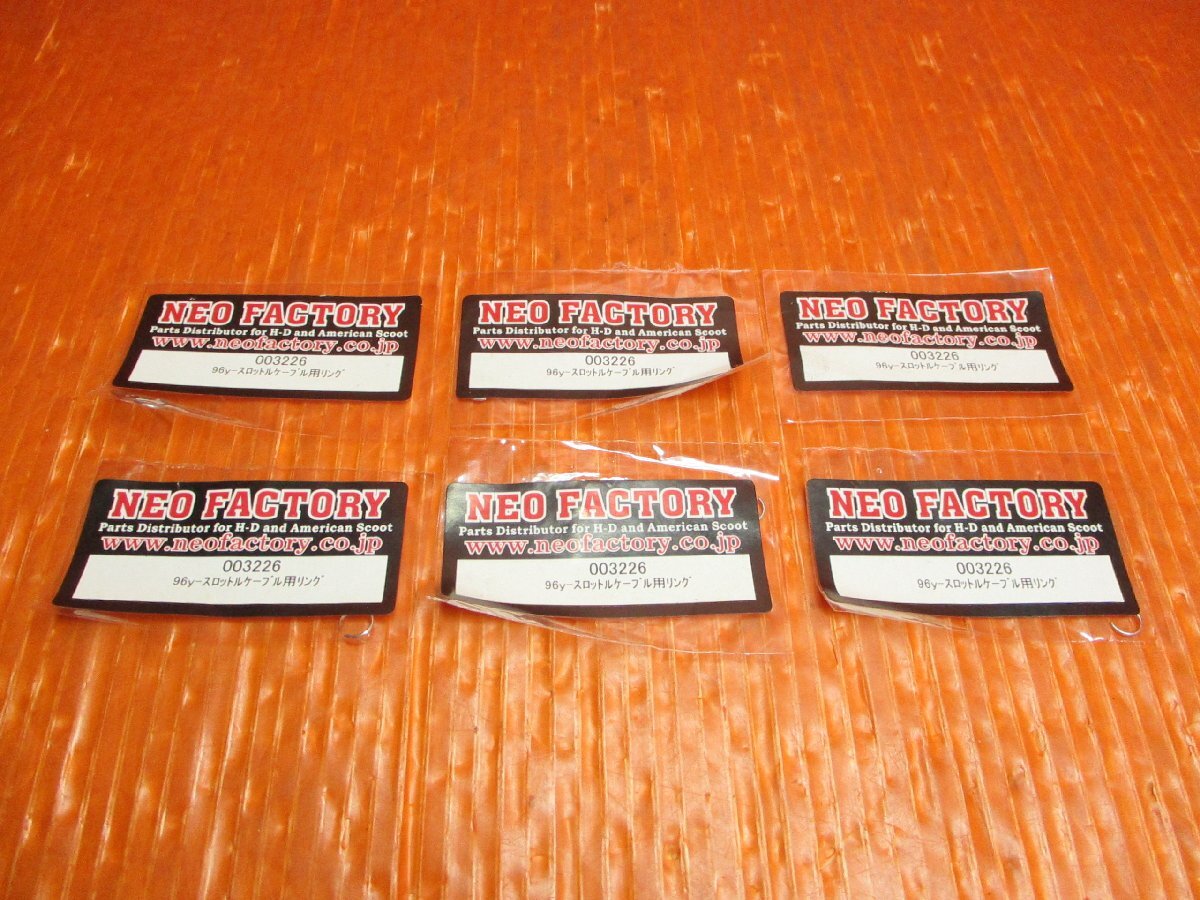 NEO FACTORY
Parts Distributor for H-D and American Scoot
www.neofactory.co.jp
003226
96y-スロットルケーブル用リング
NEO FACTORY
Parts Distributor for H-D and American Scoot
www.neofactory.co.jp
003226
96y-スロットルケーブル用リング
NEO FACTORY
Parts Distributor for H-D and American Scoot
www.neofactory.co.jp
003226
96y-スロットルケーブル用リング
NEO FACTORY
Parts Distributor for H-D and American Scoot
www.neofactory.co.jp
003226
96y-スロットルケーブル用リング
NEO FACTORY
Parts Distributor for H-D and American Scoot
www.neofactory.co.jp
003226
96y-スロットルケーブル用リング
NEO FACTORY
Parts Distributor for H-D and American Scoot
www.neofactory.co.jp
003226
96y-スロットルケーブル用リング